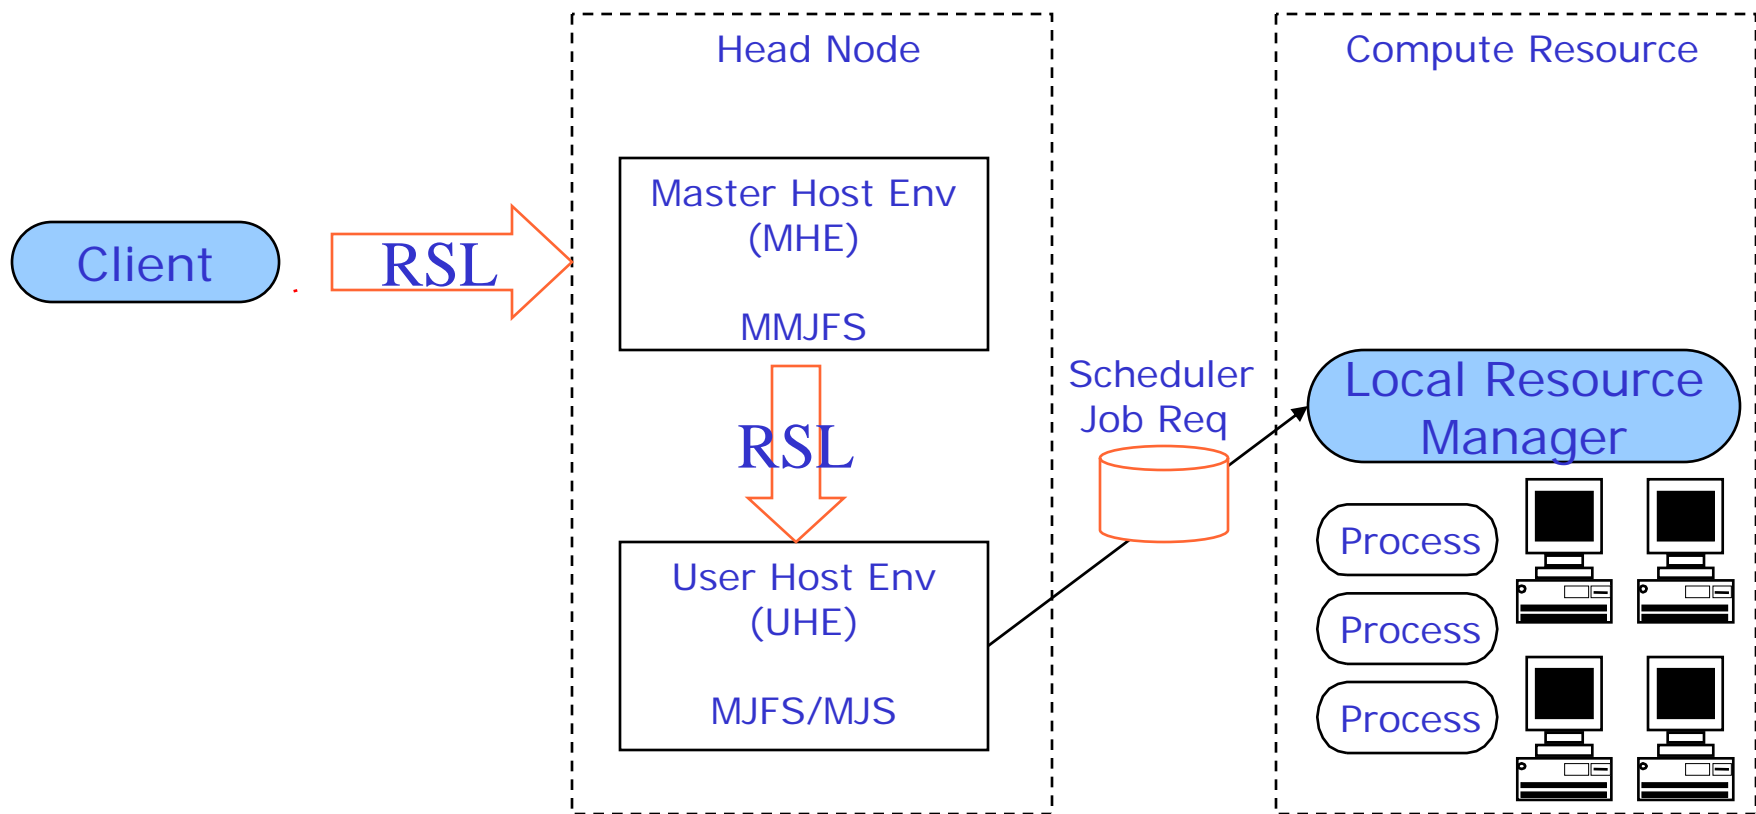 Head Node
Compute Resource
Master Host Env
(MHE)
MMJFS
Client
RSL
RSL
Scheduler
Job Req
Local Resource
Manager
User Host Env
(UHE)
MJFS/MJS
Process
Process
Process